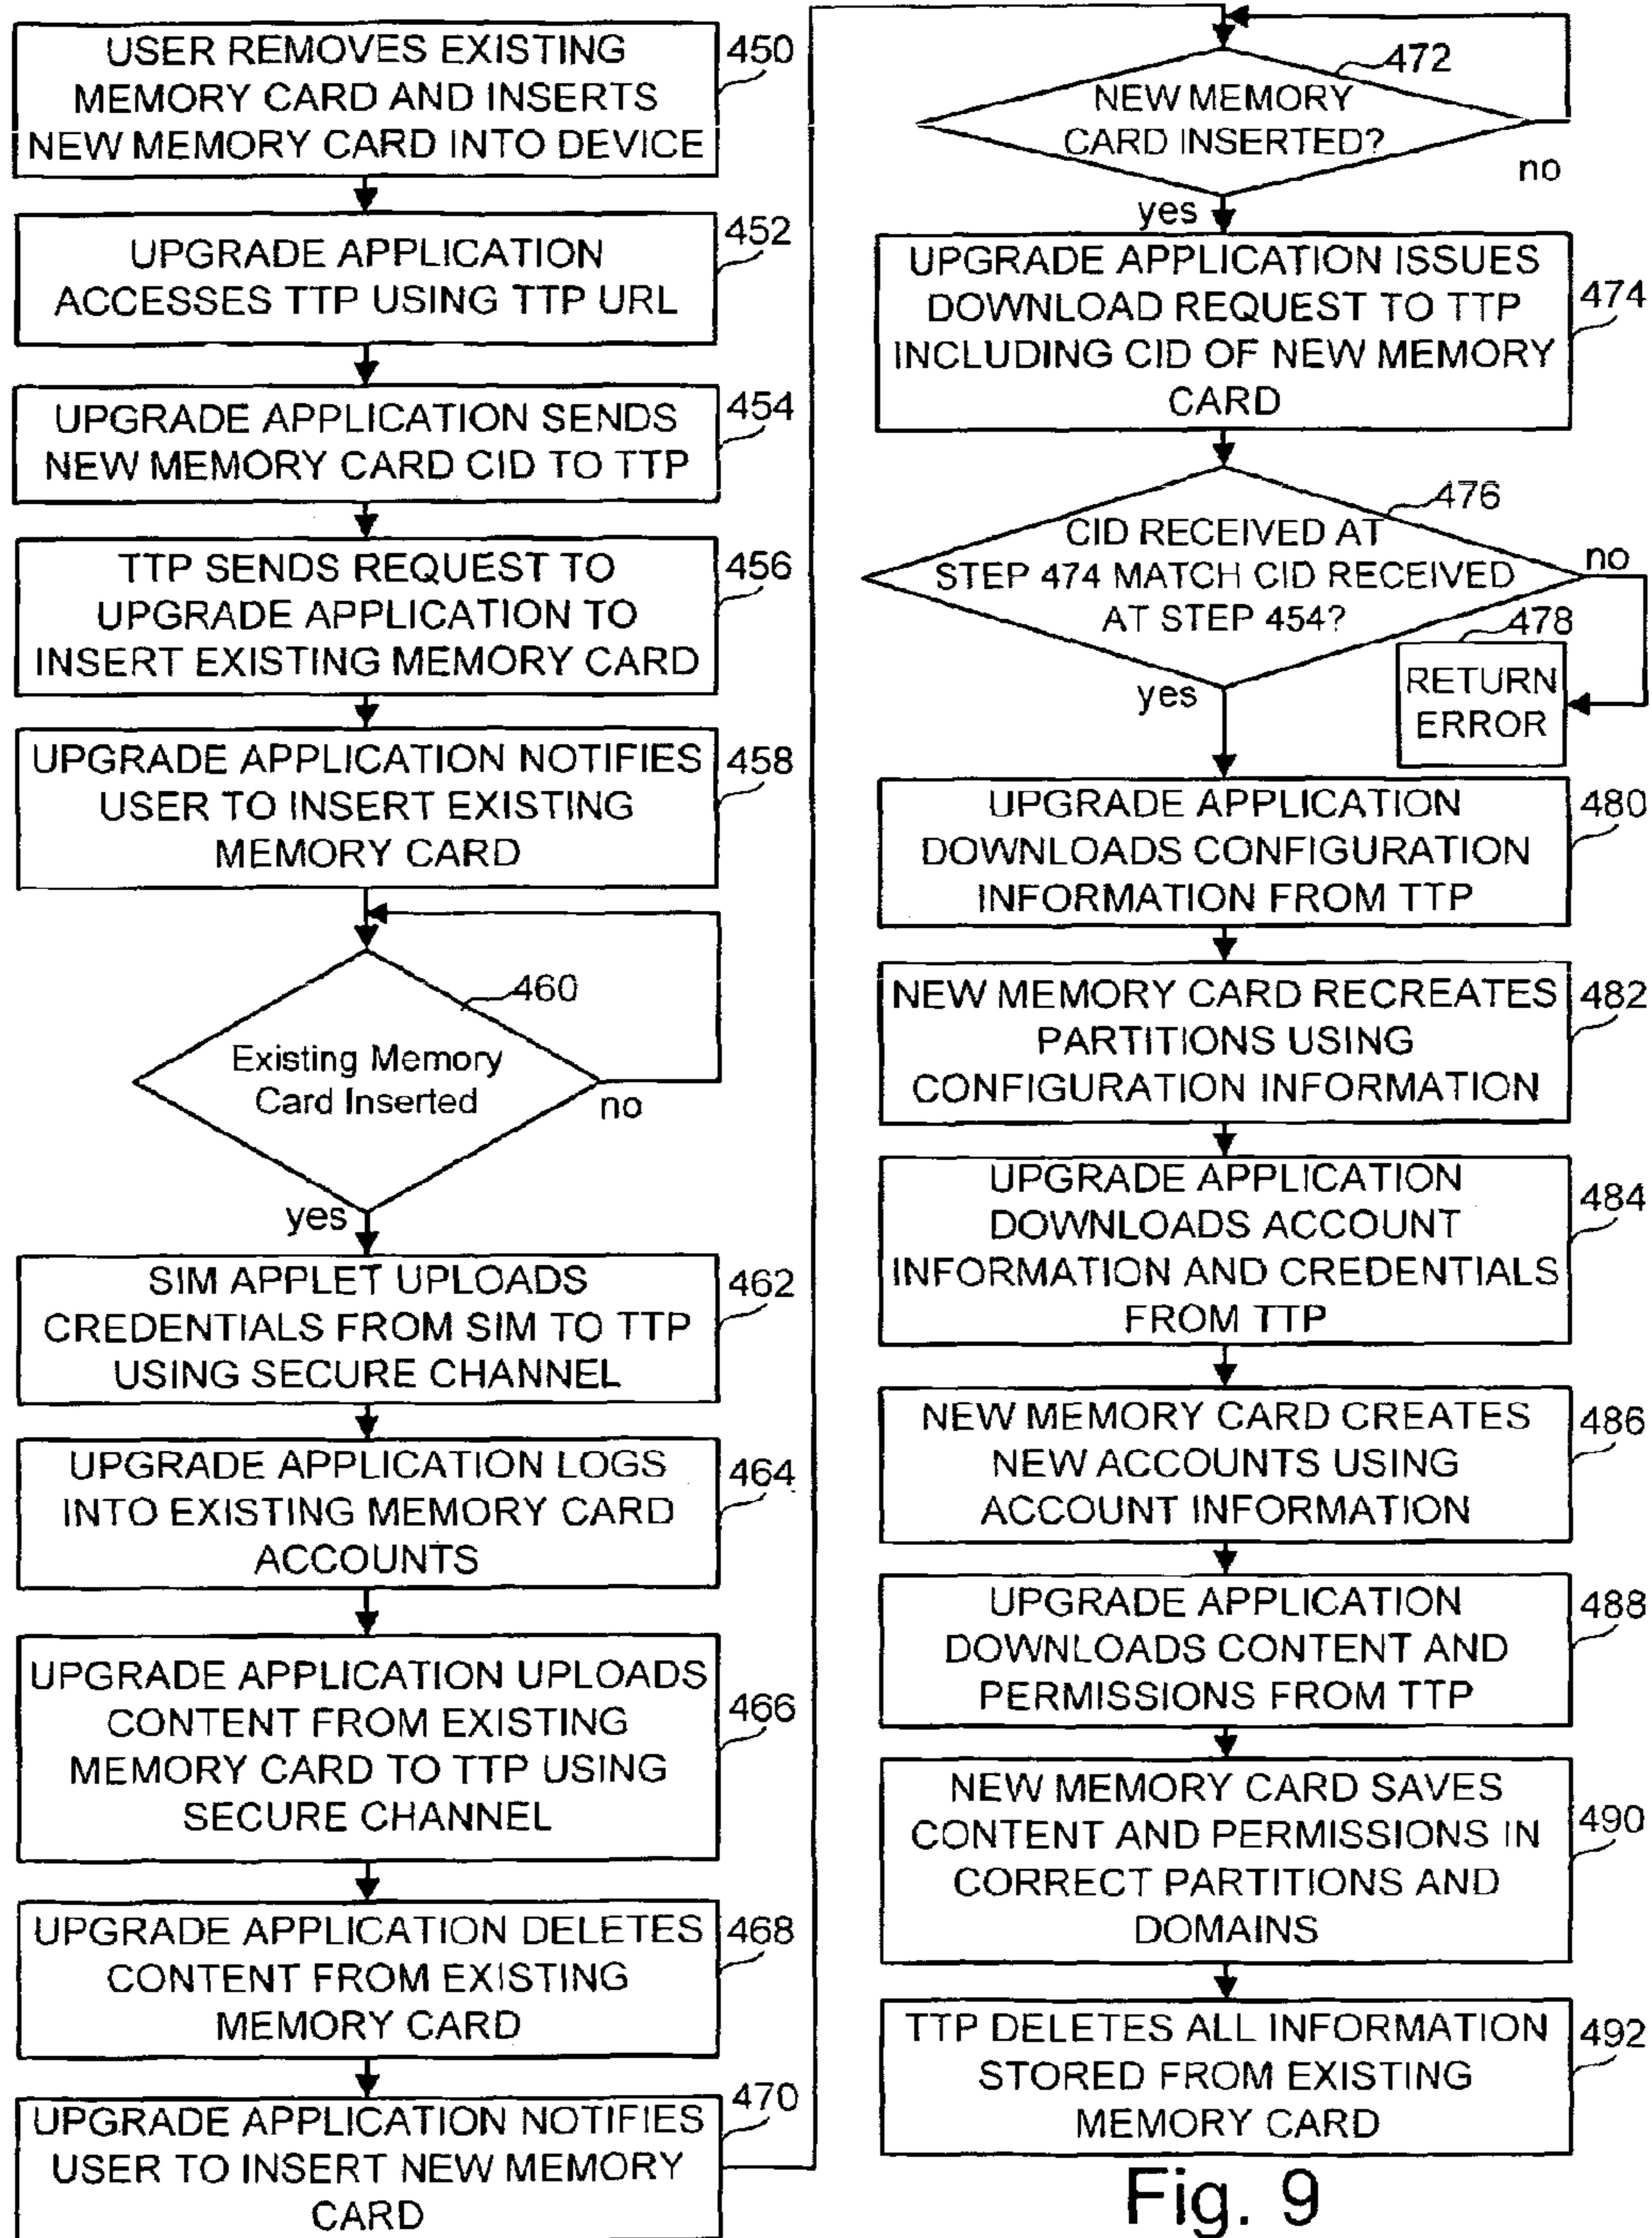 USER REMOVES EXISTING
MEMORY CARD AND INSERTS
NEW MEMORY CARD INTO DEVICE
450
UPGRADE APPLICATION
ACCESSES TTP USING TTP URL
452
UPGRADE APPLICATION SENDS
NEW MEMORY CARD CID TO TTP
454
TTP SENDS REQUEST TO
UPGRADE APPLICATION TO
INSERT EXISTING MEMORY CARD
456
UPGRADE APPLICATION NOTIFIES
USER TO INSERT EXISTING
MEMORY CARD
458
460
Existing Memory
Card Inserted
no
yes
SIM APPLET UPLOADS
CREDENTIALS FROM SIM TO TTP
USING SECURE CHANNEL
462
UPGRADE APPLICATION LOGS
INTO EXISTING MEMORY CARD
ACCOUNTS
464
UPGRADE APPLICATION UPLOADS
CONTENT FROM EXISTING
MEMORY CARD TO TTP USING
SECURE CHANNEL
466
UPGRADE APPLICATION DELETES
CONTENT FROM EXISTING
MEMORY CARD
468
UPGRADE APPLICATION NOTIFIES
USER TO INSERT NEW MEMORY
CARD
470
472
NEW MEMORY
CARD INSERTED?
no
yes
UPGRADE APPLICATION ISSUES
DOWNLOAD REQUEST TO TTP
INCLUDING CID OF NEW MEMORY
CARD
474
476
CID RECEIVED AT
STEP 474 MATCH CID RECEIVED
AT STEP 454?
no
yes
478
RETURN
ERROR
UPGRADE APPLICATION
DOWNLOADS CONFIGURATION
INFORMATION FROM TTP
480
NEW MEMORY CARD RECREATES
PARTITIONS USING
CONFIGURATION INFORMATION
482
UPGRADE APPLICATION
DOWNLOADS ACCOUNT
INFORMATION AND CREDENTIALS
FROM TTP
484
NEW MEMORY CARD CREATES
NEW ACCOUNTS USING
ACCOUNT INFORMATION
486
UPGRADE APPLICATION
DOWNLOADS CONTENT AND
PERMISSIONS FROM TTP
488
NEW MEMORY CARD SAVES
CONTENT AND PERMISSIONS IN
CORRECT PARTITIONS AND
DOMAINS
490
TTP DELETES ALL INFORMATION
STORED FROM EXISTING
MEMORY CARD
492
Fig. 9